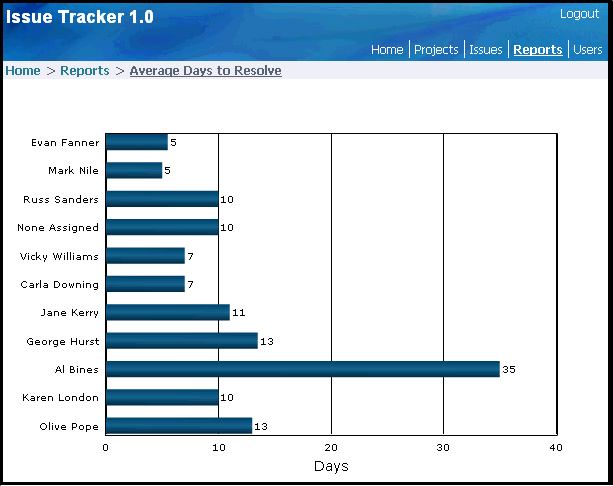 Issue Tracker 1.0
Logout
Home | Projects | Issues | Reports | Users
Home > Reports > Average Days to Resolve
Evan Fanner 5
Mark Nile 5
Russ Sanders 10
None Assigned 10
Vicky Williams 7
Carla Downing 7
Jane Kerry 11
George Hurst 13
Al Bines 35
Karen London 10
Olive Pope 13
0 10 20 30 40
Days